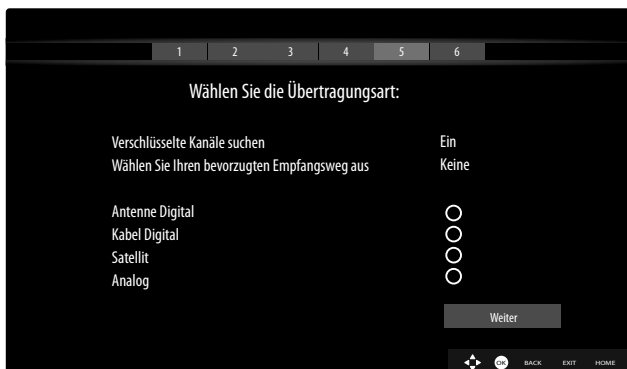 1 2 3 4 5 6
Wählen Sie die Übertragungsart:
Verschlüsselte Kanäle suchen Ein
Wählen Sie Ihren bevorzugten Empfangsweg aus Keine
Antenne Digital
Kabel Digital
Satellit
Analog
Weiter
OK BACK EXIT HOME